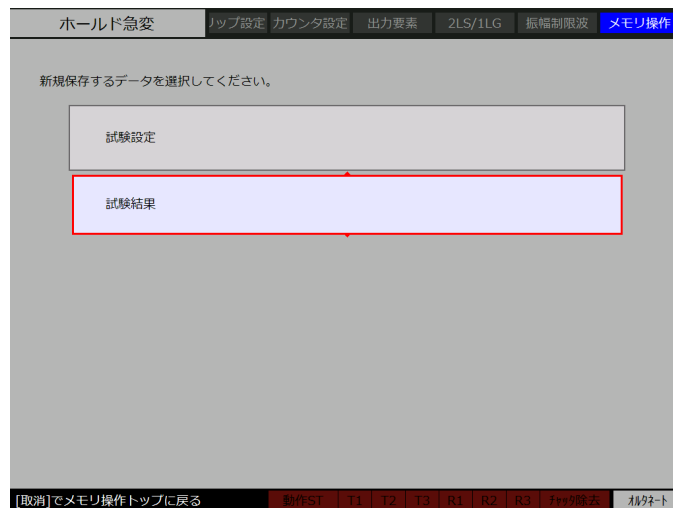 ホールド急変 リップ設定 カウンタ設定 出力要素 2LS/1LG 振幅制限波 メモリ操作
新規保存するデータを選択してください。
試験設定
試験結果
[取消]でメモリ操作トップに戻る 動作ST T1 T2 T3 R1 R2 R3 ﾁｬｯﾀ除去 ｵﾙﾀﾈｰﾄ